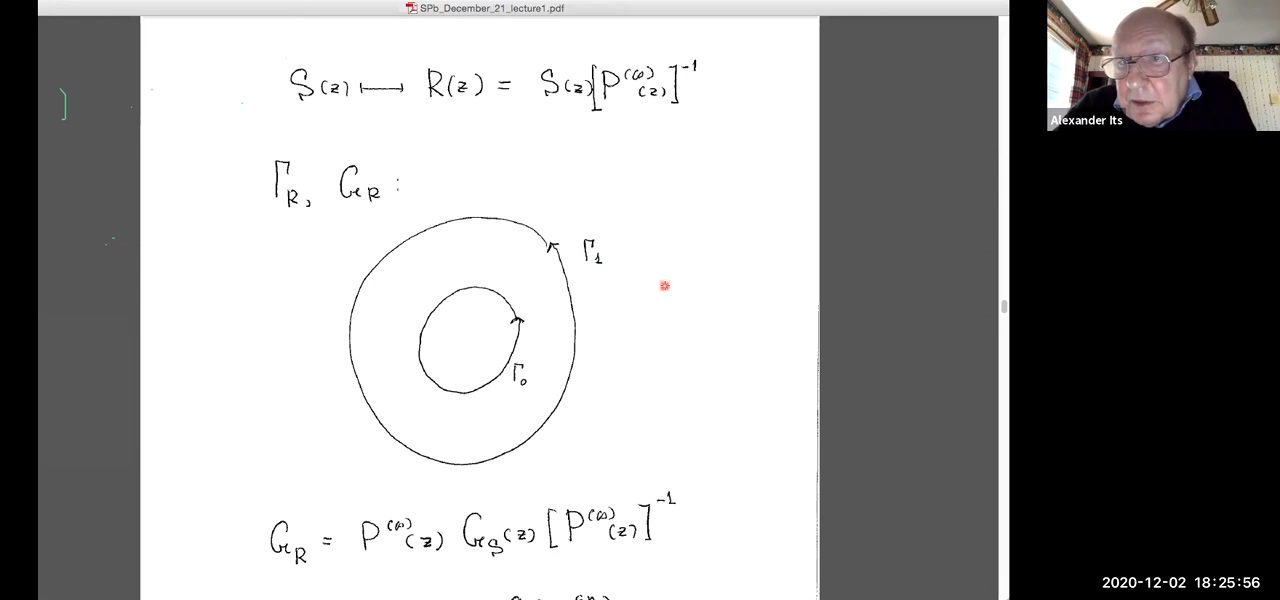 SPb_December_21_lecture1.pdf
S(z) ⟼ R(z) = S(z)[P^(∞)(z)]^-1
Γ_R, G_R :
Γ_1
Γ_0
G_R = P^(∞)(z) G_S(z) [P^(∞)(z)]^-1
Alexander Its
2020-12-02 18:25:56